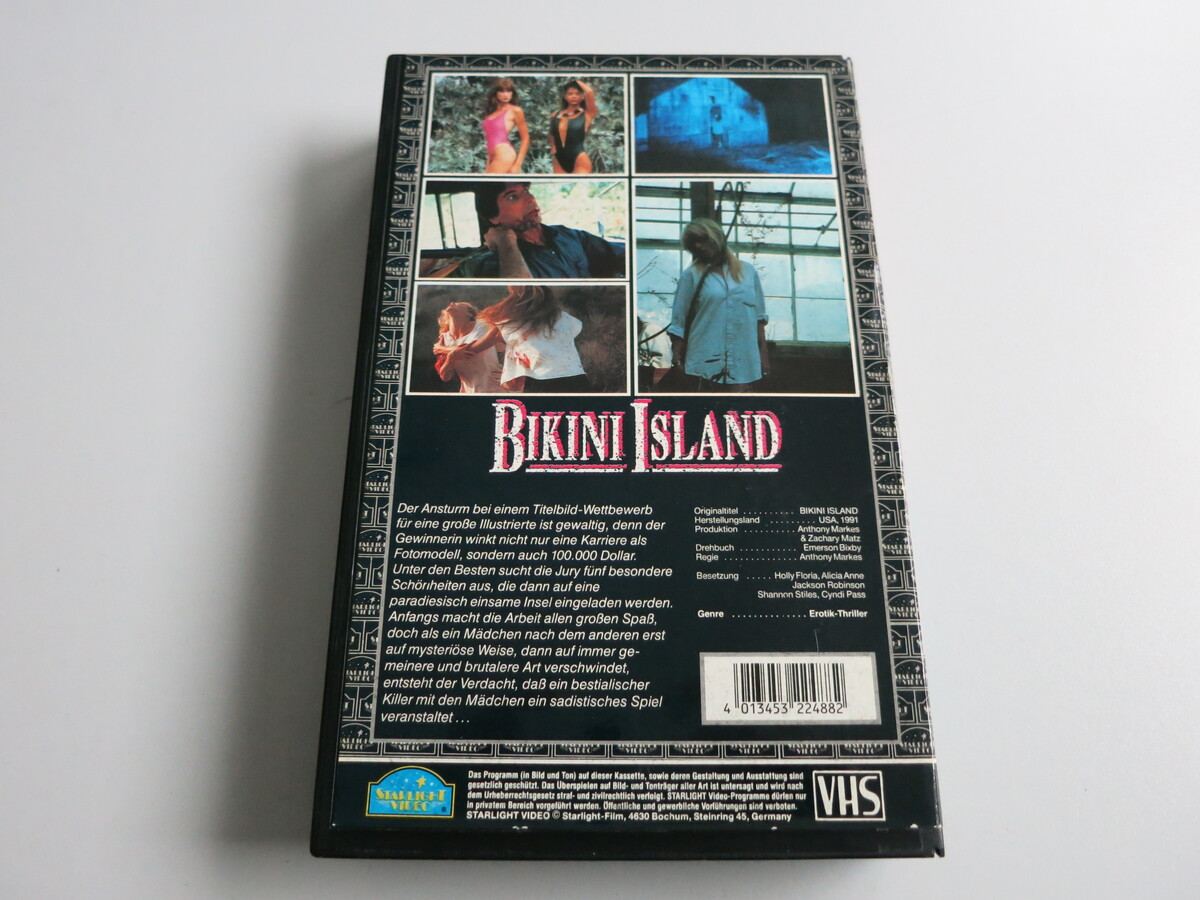 BIKINI ISLAND
Der Ansturm bei einem Titelbild-Wettbewerb
für eine große Illustrierte ist gewaltig, denn der
Gewinnerin winkt nicht nur eine Karriere als
Fotomodell, sondern auch 100.000 Dollar.
Unter den Besten sucht die Jury fünf besondere
Schönheiten aus, die dann auf eine
paradiesisch einsame Insel eingeladen werden.
Anfangs macht die Arbeit allen großen Spaß,
doch als ein Mädchen nach dem anderen erst
auf mysteriöse Weise, dann auf immer ge-
meinere und brutalere Art verschwindet,
entsteht der Verdacht, daß ein bestialischer
Killer mit den Mädchen ein sadistisches Spiel
veranstaltet ...
Originaltitel .......... BIKINI ISLAND
Herstellungsland ......... USA, 1991
Produktion .......... Anthony Markes
& Zachary Matz
Drehbuch ........... Emerson Bixby
Regie .............. Anthony Markes
Besetzung ..... Holly Floria, Alicia Anne
Jackson Robinson
Shannnn Stiles, Cyndi Pass
Genre .............. Erotik-Thriller
4 013453 224882
STARLIGHT
VIDEO
Das Programm (in Bild und Ton) auf dieser Kassette, sowie deren Gestaltung und Ausstattung sind
gesetzlich geschützt. Das Überspielen auf Bild- und Tonträger aller Art ist untersagt und wird nach
dem Urheberrechtsgesetz straf- und zivilrechtlich verfolgt. STARLIGHT Video-Programme dürfen nur
in privatem Bereich vorgeführt werden. Öffentliche und gewerbliche Vorführungen sind verboten.
STARLIGHT VIDEO © Starlight-Film, 4630 Bochum, Steinring 45, Germany
VHS